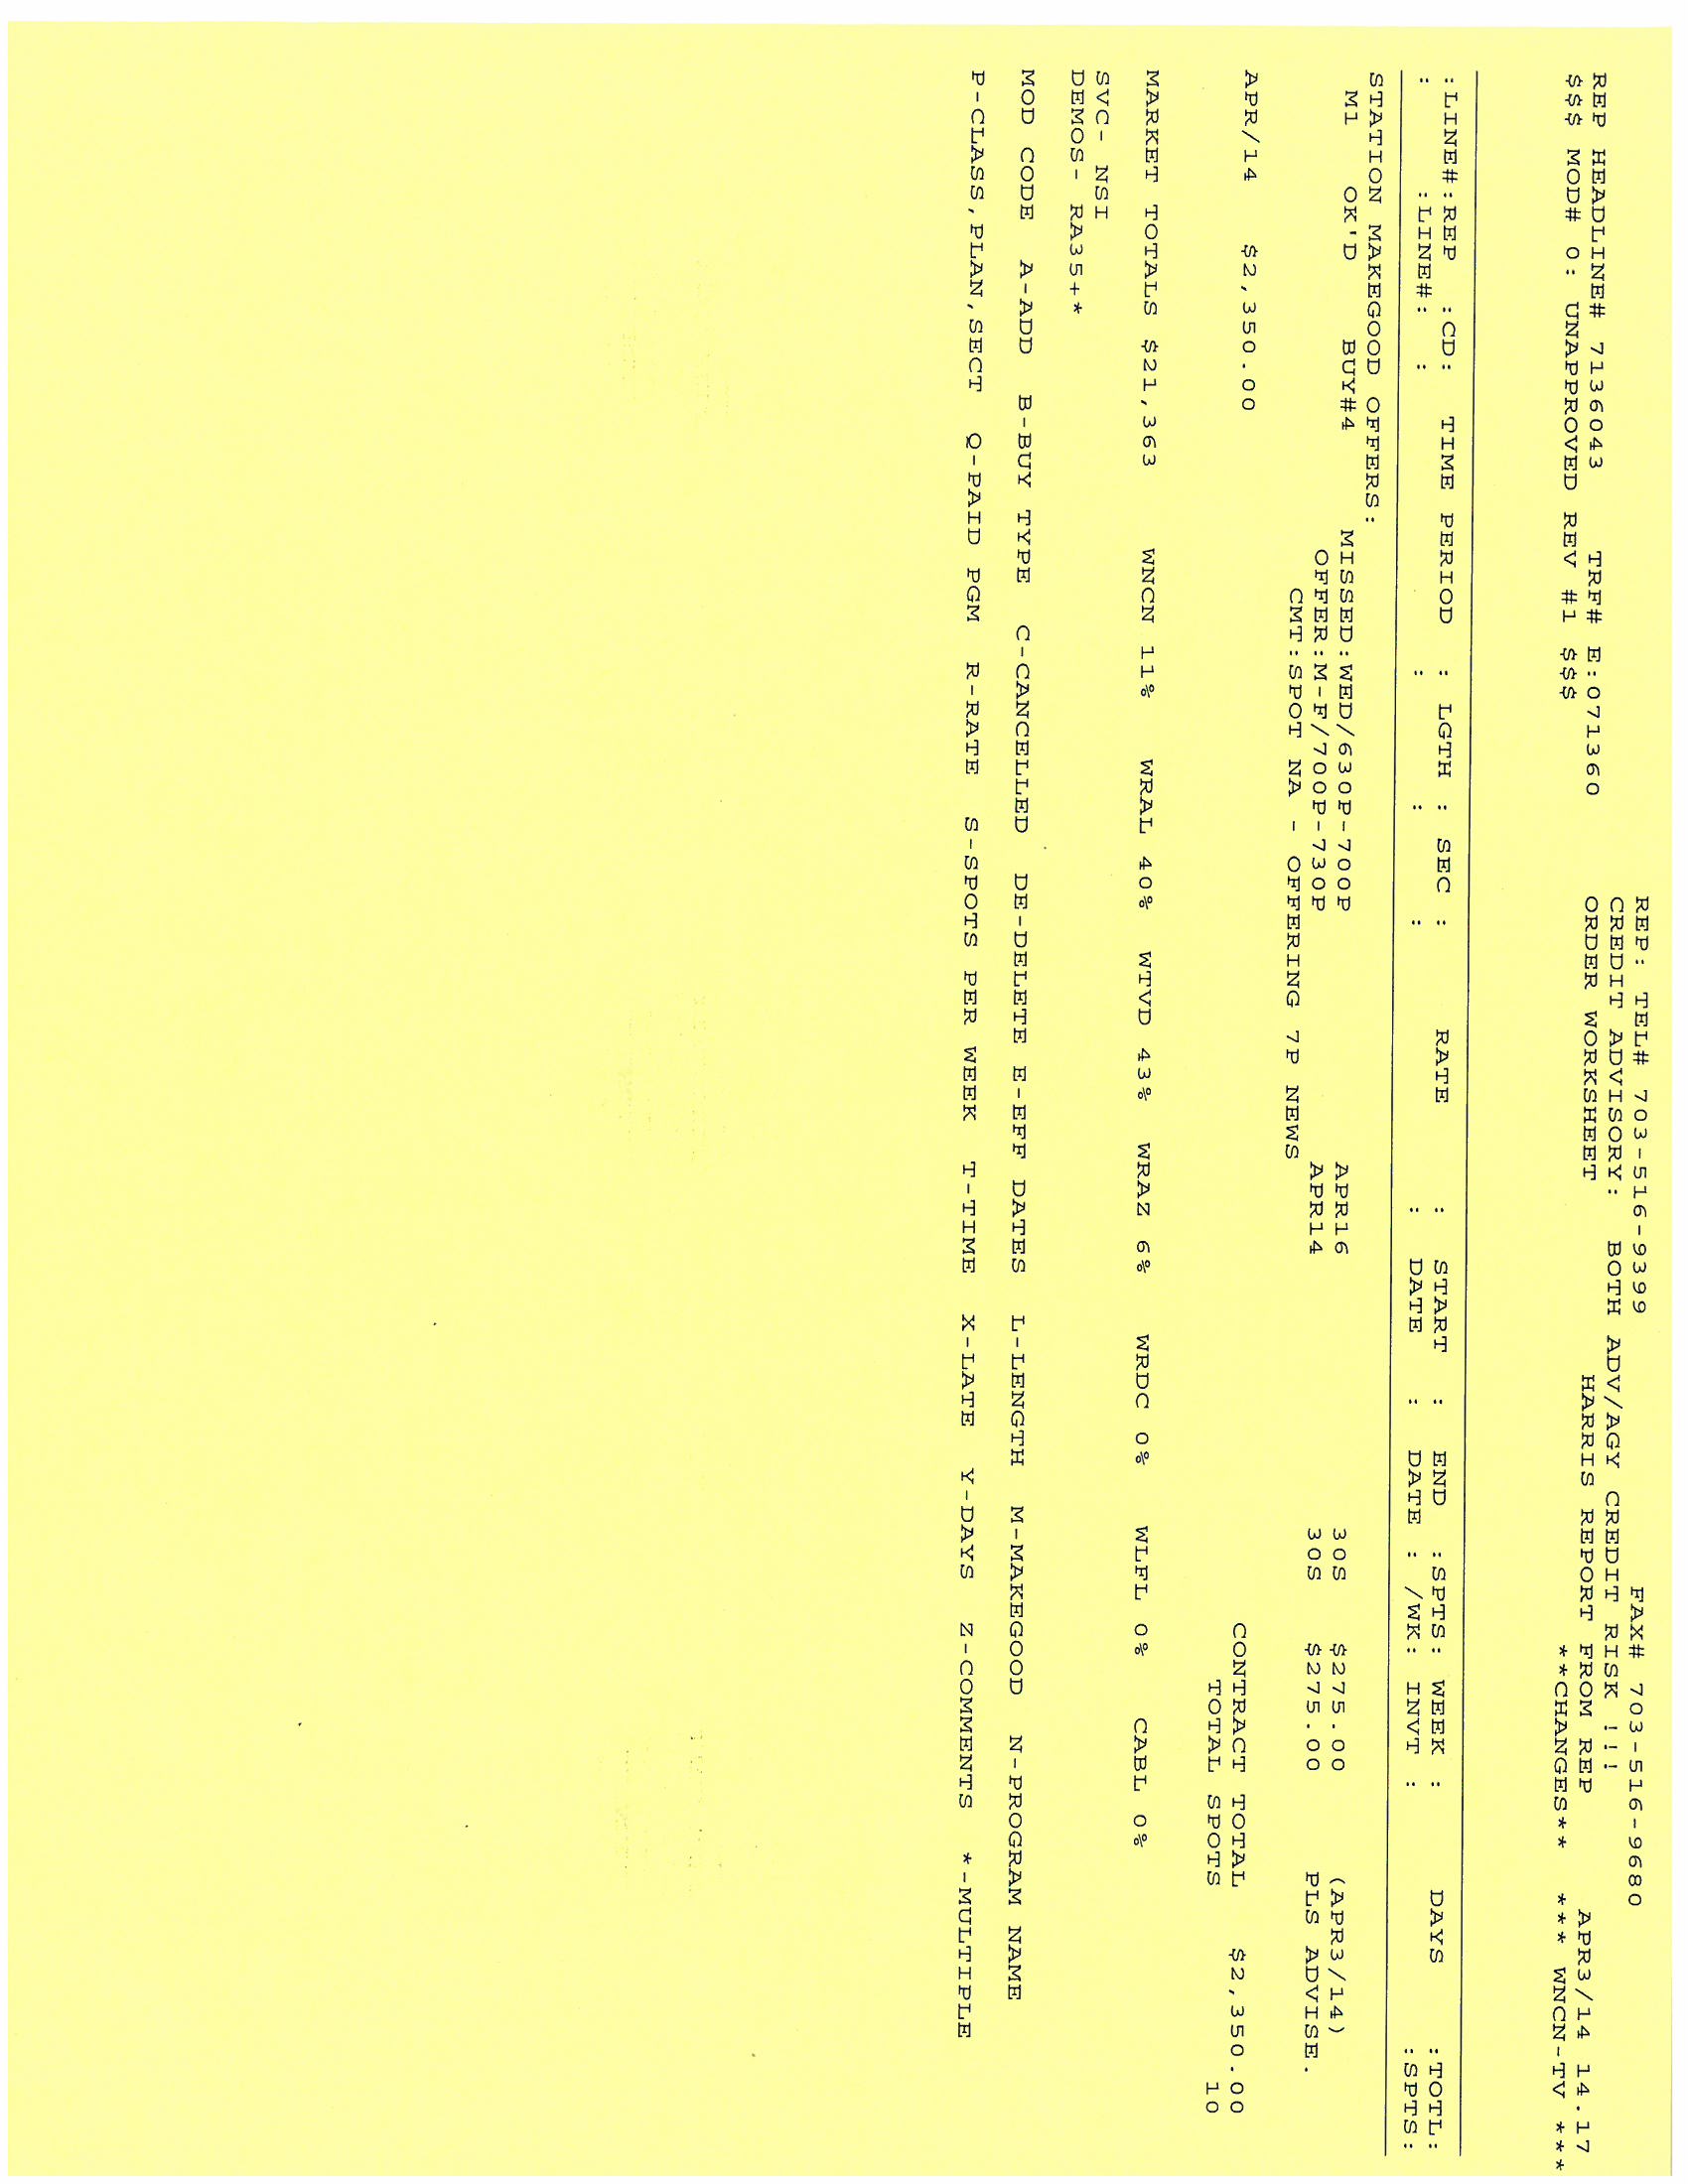 REP: TEL# 703-516-9399 FAX# 703-516-9680
CREDIT ADVISORY: BOTH ADV/AGY CREDIT RISK !!!
ORDER WORKSHEET HARRIS REPORT FROM REP APR3/14 14.17
REP HEADLINE# 7136043 TRF# E:071360 **CHANGES** *** WNCN-TV ***
$$$ MOD# 0: UNAPPROVED REV #1 $$$
:LINE#:REP :CD: TIME PERIOD : LGTH : SEC : RATE : START : END :SPTS: WEEK : DAYS :TOTL:
: :LINE#: : : : : : DATE : DATE : /WK: INVT : :SPTS:
STATION MAKEGOOD OFFERS:
M1 OK'D BUY#4 MISSED:WED/630P-700P APR16 30S $275.00 (APR3/14)
OFFER:M-F/700P-730P APR14 30S $275.00 PLS ADVISE.
CMT:SPOT NA - OFFERING 7P NEWS
APR/14 $2,350.00 CONTRACT TOTAL $2,350.00
TOTAL SPOTS 10
MARKET TOTALS $21,363 WNCN 11% WRAL 40% WTVD 43% WRAZ 6% WRDC 0% WLFL 0% CABL 0%
SVC- NSI
DEMOS- RA35+*
MOD CODE A-ADD B-BUY TYPE C-CANCELLED DE-DELETE E-EFF DATES L-LENGTH M-MAKEGOOD N-PROGRAM NAME
P-CLASS,PLAN,SECT Q-PAID PGM R-RATE S-SPOTS PER WEEK T-TIME X-LATE Y-DAYS Z-COMMENTS *-MULTIPLE